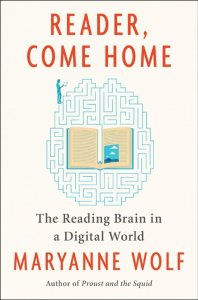 READER,
COME HOME
The Reading Brain in
a Digital World
MARYANNE WOLF
Author of Proust and the Squid